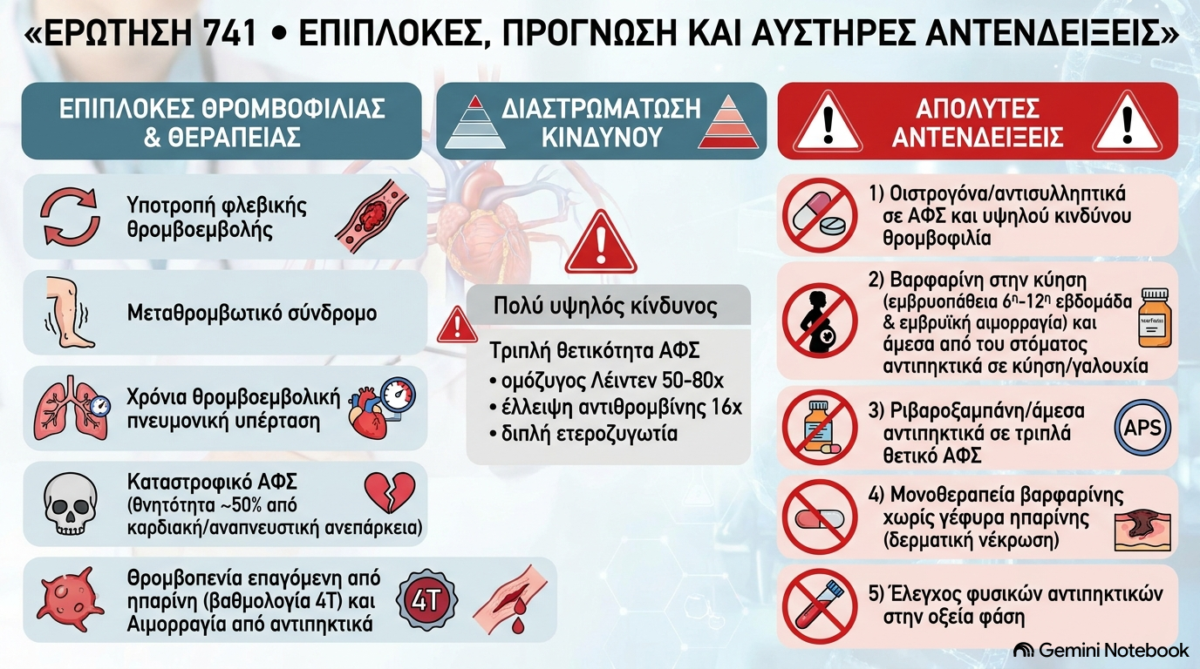 «ΕΡΩΤΗΣΗ 741 • ΕΠΙΠΛΟΚΕΣ, ΠΡΟΓΝΩΣΗ ΚΑΙ ΑΥΣΤΗΡΕΣ ΑΝΤΕΝΔΕΙΞΕΙΣ»
ΕΠΙΠΛΟΚΕΣ ΘΡΟΜΒΟΦΙΛΙΑΣ
& ΘΕΡΑΠΕΙΑΣ
Υποτροπή φλεβικής
θρομβοεμβολής
Μεταθρομβωτικό σύνδρομο
Χρόνια θρομβοεμβολική
πνευμονική υπέρταση
Καταστροφικό ΑΦΣ
(θνητότητα ~50% από
καρδιακή/αναπνευστική ανεπάρκεια)
Θρομβοπενία επαγόμενη από
ηπαρίνη (βαθμολογία 4Τ) και
Αιμορραγία από αντιπηκτικά
4T
ΔΙΑΣΤΡΩΜΑΤΩΣΗ
ΚΙΝΔΥΝΟΥ
Πολύ υψηλός κίνδυνος
Τριπλή θετικότητα ΑΦΣ
• ομόζυγος Λέιντεν 50-80x
• έλλειψη αντιθρομβίνης 16x
• διπλή ετεροζυγωτία
ΑΠΟΛΥΤΕΣ
ΑΝΤΕΝΔΕΙΞΕΙΣ
1) Οιστρογόνα/αντισυλληπτικά
σε ΑΦΣ και υψηλού κινδύνου
θρομβοφιλία
2) Βαρφαρίνη στην κύηση
(εμβρυοπάθεια 6η-12η εβδομάδα
& εμβρυϊκή αιμορραγία) και
άμεσα από του στόματος
αντιπηκτικά σε κύηση/γαλουχία
3) Ριβαροξαμπάνη/άμεσα
αντιπηκτικά σε τριπλά
θετικό ΑΦΣ
APS
4) Μονοθεραπεία βαρφαρίνης
χωρίς γέφυρα ηπαρίνης
(δερματική νέκρωση)
5) Έλεγχος φυσικών αντιπηκτικών
στην οξεία φάση
Gemini Notebook